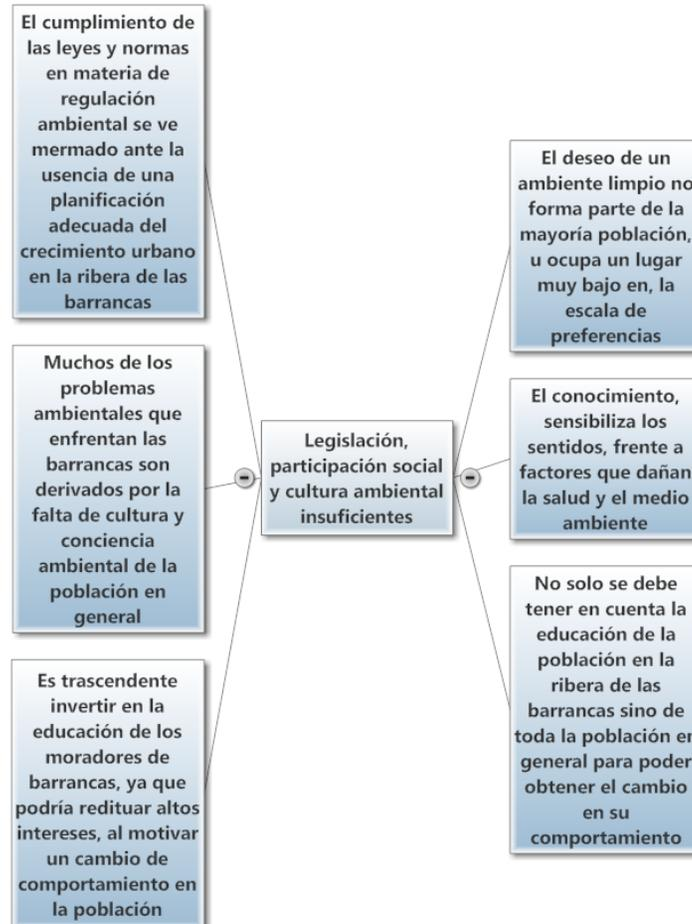 El cumplimiento de
las leyes y normas
en materia de
regulación
ambiental se ve
mermado ante la
usencia de una
planificación
adecuada del
crecimiento urbano
en la ribera de las
barrancas
Muchos de los
problemas
ambientales que
enfrentan las
barrancas son
derivados por la
falta de cultura y
conciencia
ambiental de la
población en
general
Es trascendente
invertir en la
educación de los
moradores de
barrancas, ya que
podría redituar altos
intereses, al motivar
un cambio de
comportamiento en
la población
Legislación,
participación social
y cultura ambiental
insuficientes
El deseo de un
ambiente limpio no
forma parte de la
mayoría población,
u ocupa un lugar
muy bajo en, la
escala de
preferencias
El conocimiento,
sensibiliza los
sentidos, frente a
factores que dañan
la salud y el medio
ambiente
No solo se debe
tener en cuenta la
educación de la
población en la
ribera de las
barrancas sino de
toda la población en
general para poder
obtener el cambio
en su
comportamiento